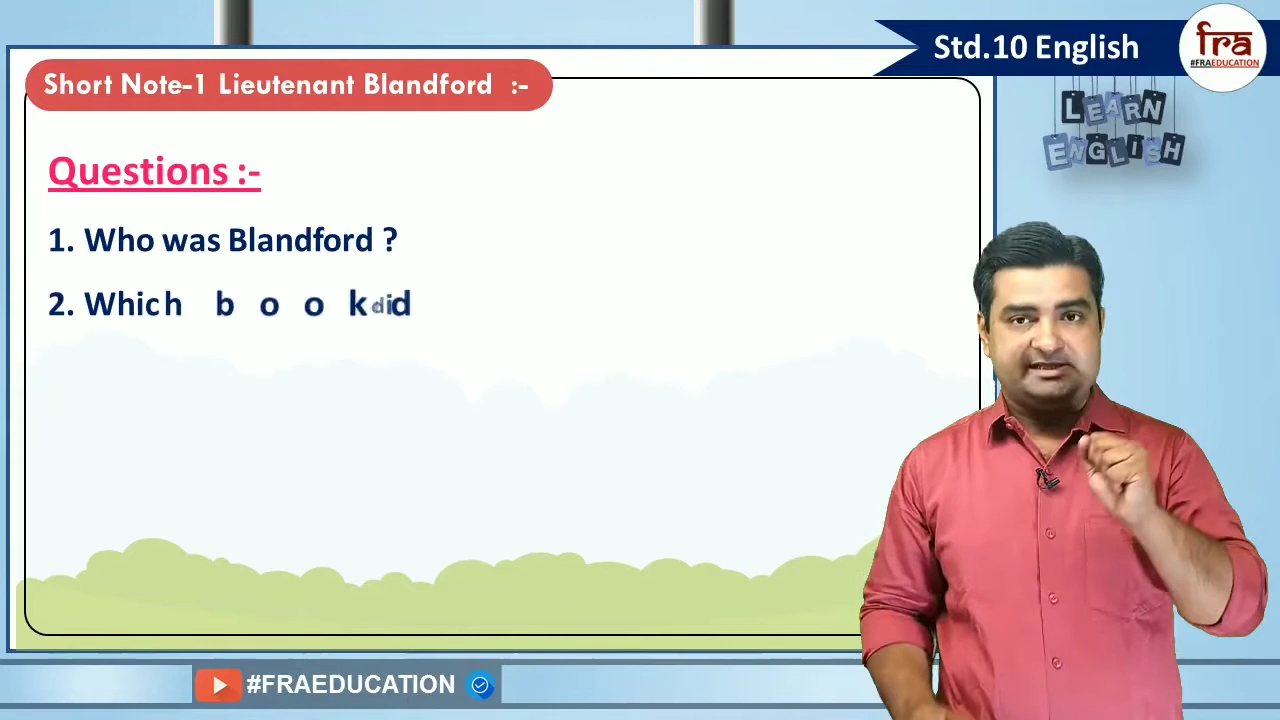 Std.10 English
fra
#FRAEDUCATION
Short Note-1 Lieutenant Blandford :-
LEARN
ENGLISH
Questions :-
1. Who was Blandford ?
2. Which book did
#FRAEDUCATION